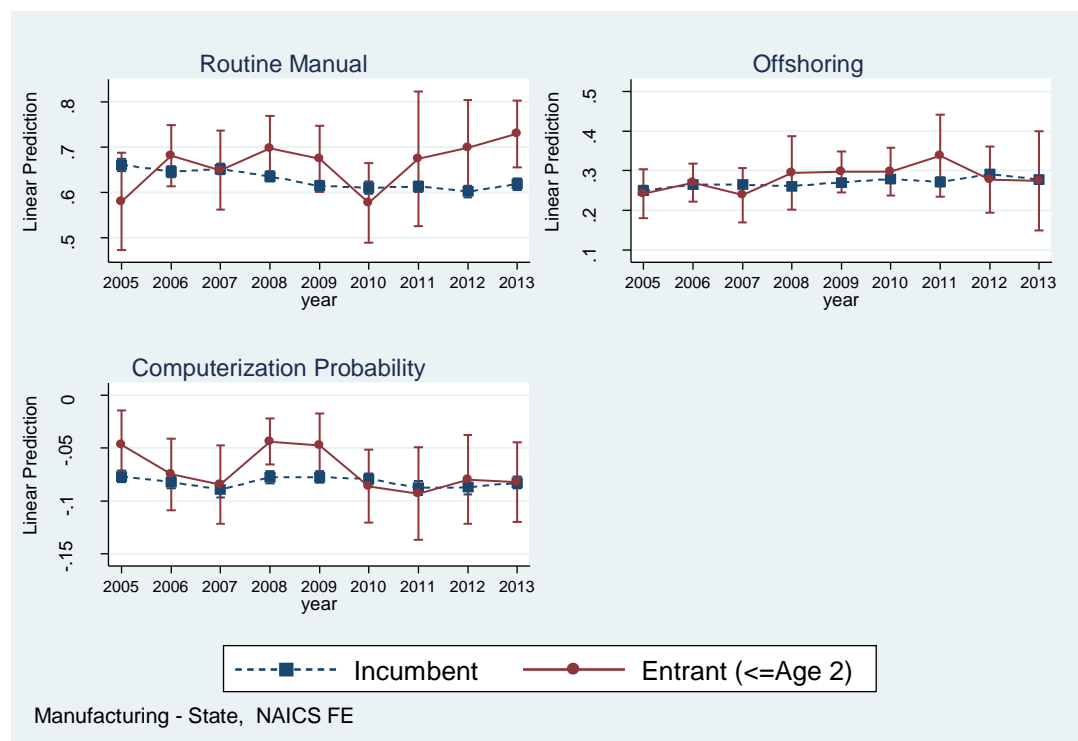 Routine Manual
Linear Prediction
.8
.7
.6
.5
2005 2006 2007 2008 2009 2010 2011 2012 2013
year
Offshoring
Linear Prediction
.5
.4
.3
.2
.1
2005 2006 2007 2008 2009 2010 2011 2012 2013
year
Computerization Probability
Linear Prediction
0
-.05
-.1
-.15
2005 2006 2007 2008 2009 2010 2011 2012 2013
year
Incumbent
Entrant (<=Age 2)
Manufacturing - State, NAICS FE